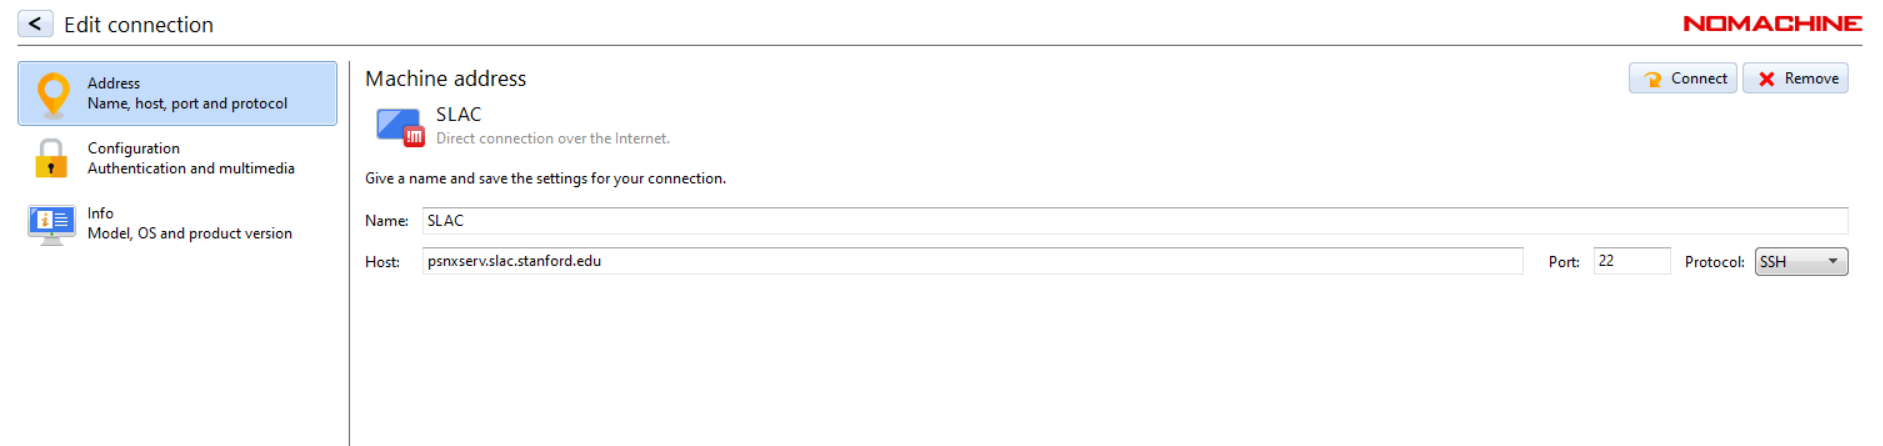 < Edit connection
NOMACHINE
Address
Name, host, port and protocol
Configuration
Authentication and multimedia
Info
Model, OS and product version
Machine address
Connect
Remove
!M
SLAC
Direct connection over the Internet.
Give a name and save the settings for your connection.
Name: SLAC
Host: psnxserv.slac.stanford.edu Port: 22 Protocol: SSH